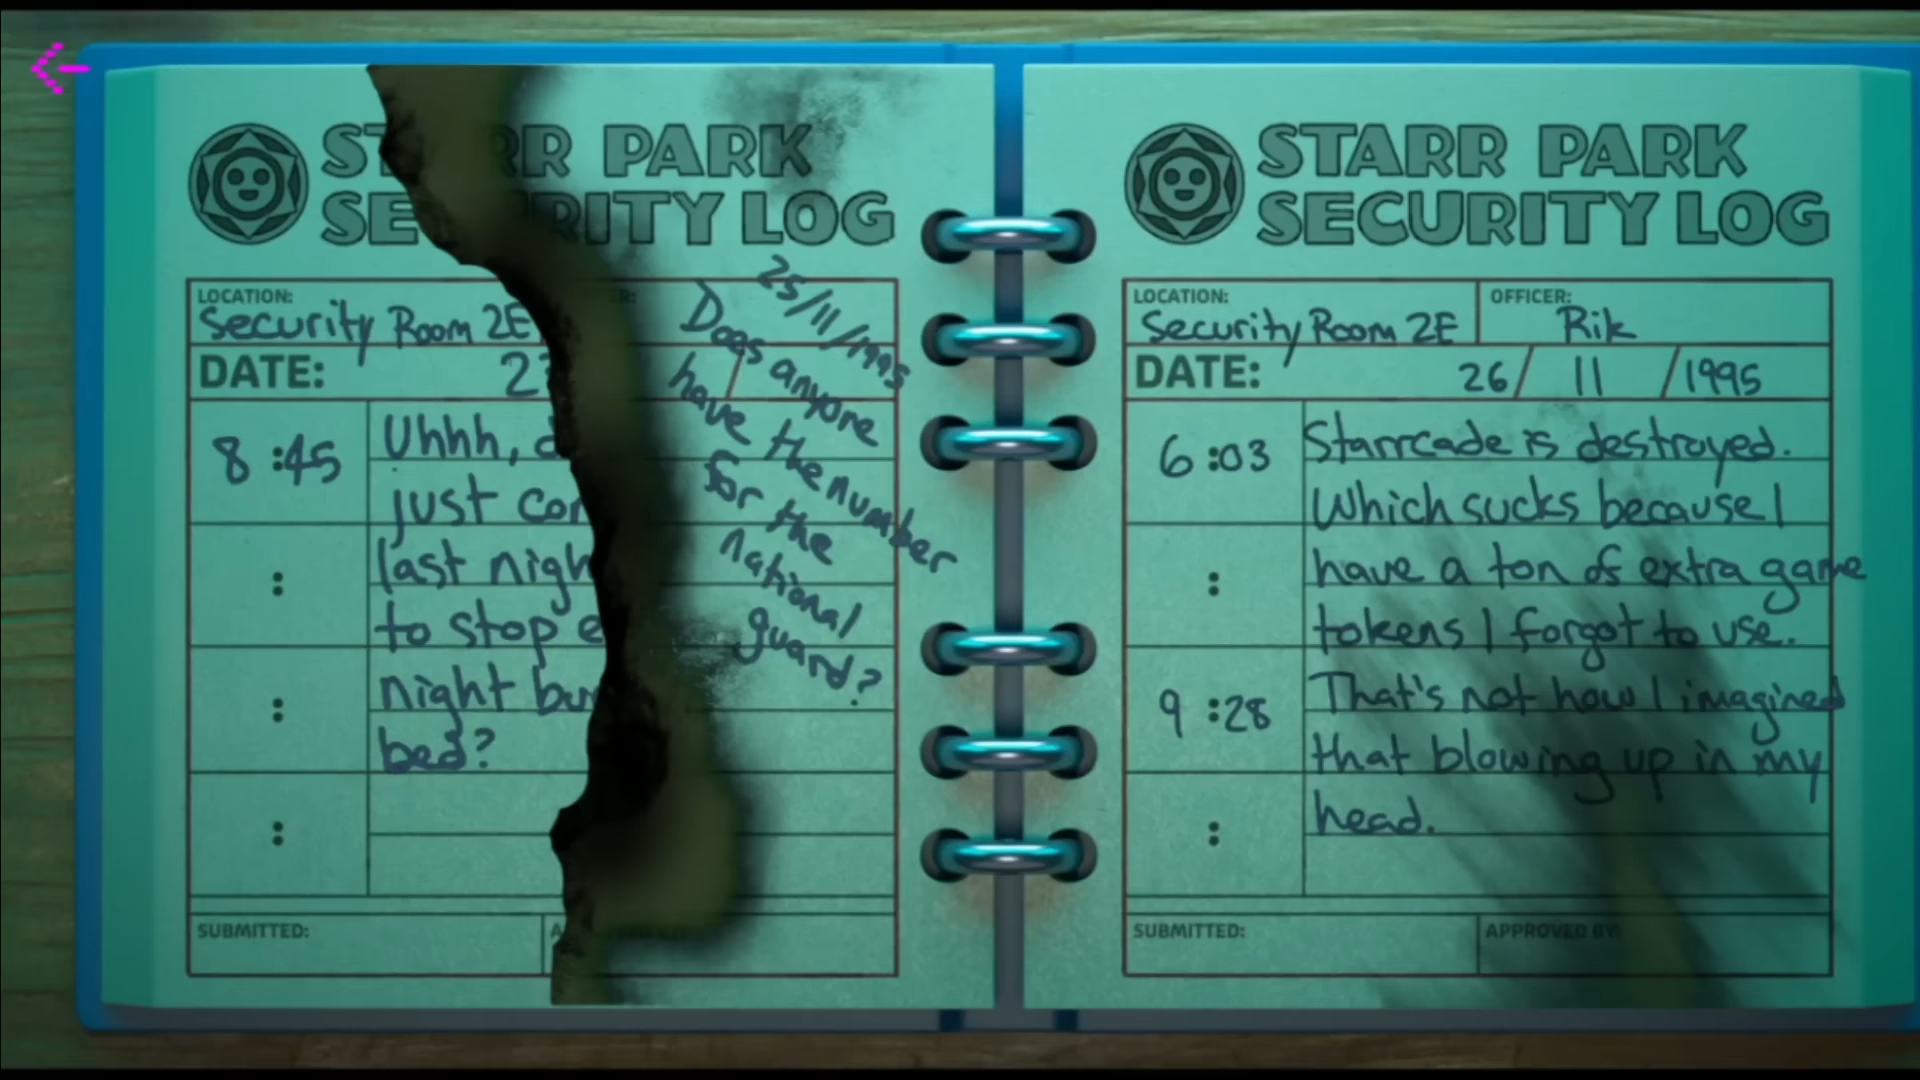 STARR PARK
SECURITY LOG
LOCATION:
Security Room 2E
DATE:
8 :45
Uhhh,
just
last
to stop
night
bed?
SUBMITTED:
25/11/1995
Does anyone
have the number
for the
national
guard?
STARR PARK
SECURITY LOG
LOCATION:
Security Room 2E
OFFICER:
Rik
DATE: 26 / 11 / 1995
6 :03 Starrcade is destroyed.
Which sucks because I
have a ton of extra game
tokens I forgot to use.
9 :28 That's not how I imagined
that blowing up in my
head.
SUBMITTED:
APPROVED BY: